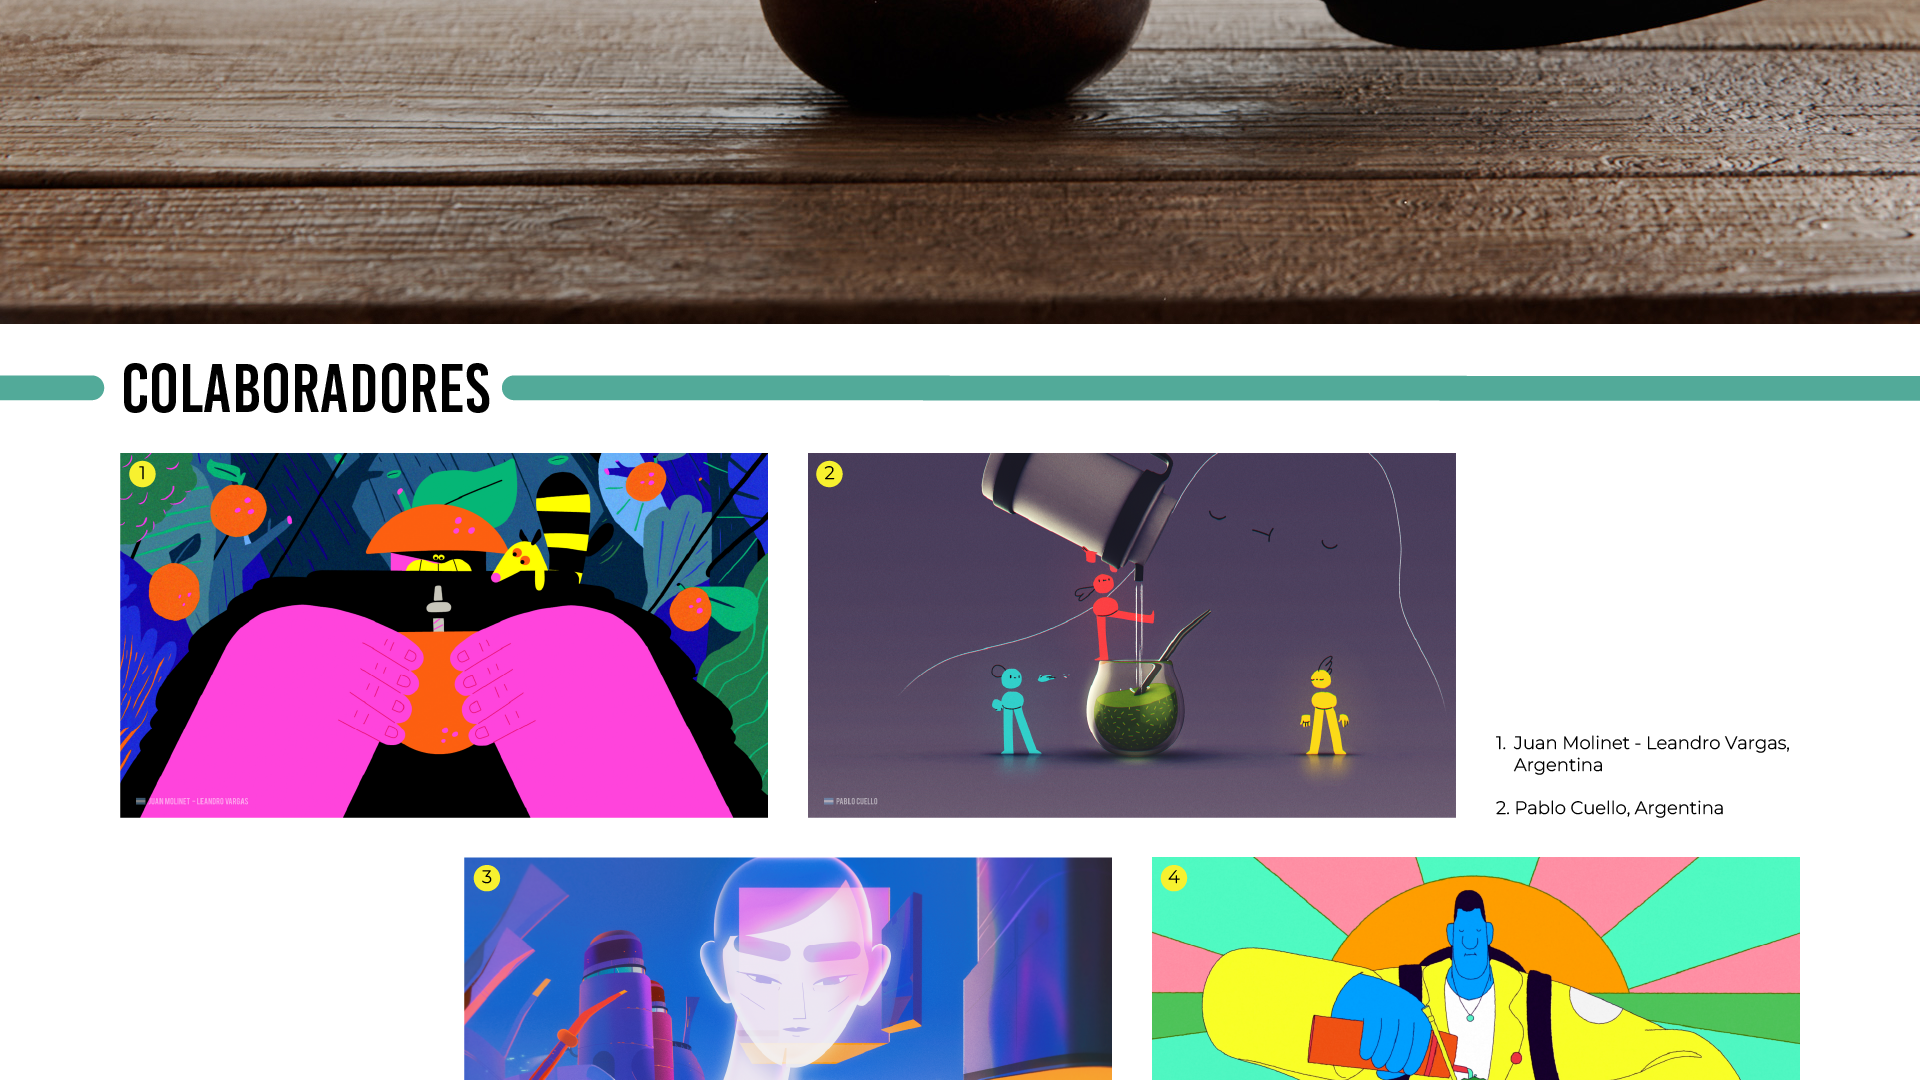 COLABORADORES
1
2
JUAN MOLINET - LEANDRO VARGAS
PABLO CUELLO
1. Juan Molinet - Leandro Vargas,
Argentina
2. Pablo Cuello, Argentina
3
4